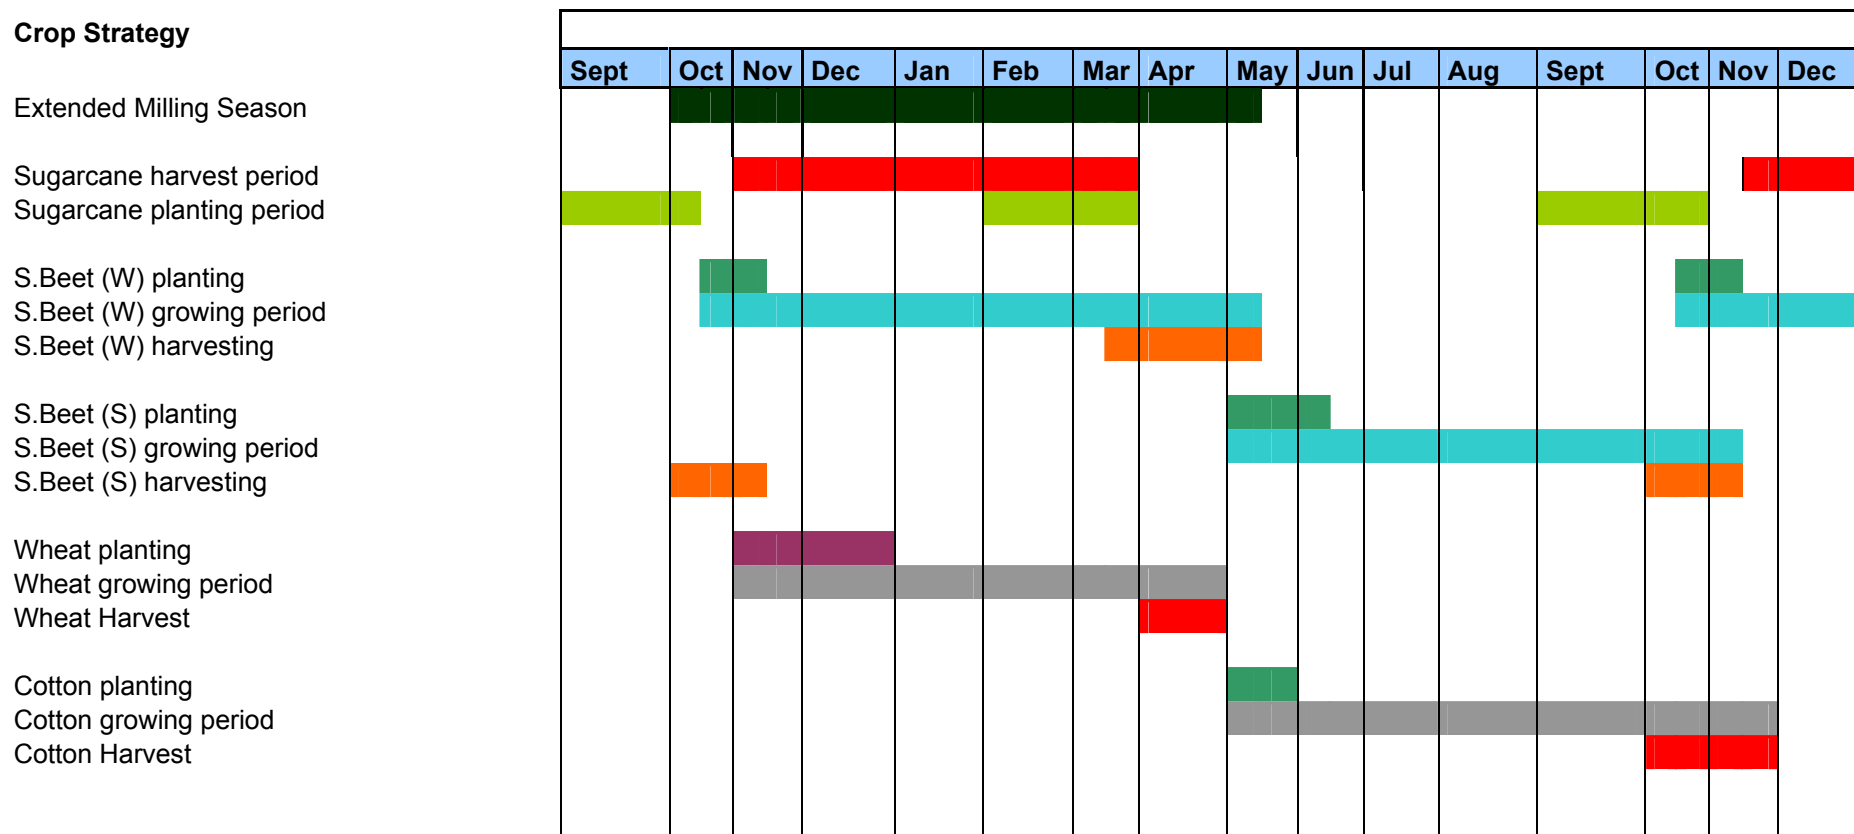 Crop Strategy
Sept Oct Nov Dec Jan Feb Mar Apr May Jun Jul Aug Sept Oct Nov Dec
Extended Milling Season
Sugarcane harvest period
Sugarcane planting period
S.Beet (W) planting
S.Beet (W) growing period
S.Beet (W) harvesting
S.Beet (S) planting
S.Beet (S) growing period
S.Beet (S) harvesting
Wheat planting
Wheat growing period
Wheat Harvest
Cotton planting
Cotton growing period
Cotton Harvest